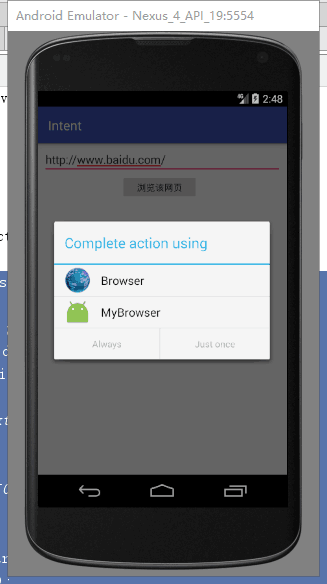 Android Emulator - Nexus_4_API_19:5554
2:48
Intent
http://www.baidu.com/
浏览该网页
Complete action using
Browser
MyBrowser
Always
Just once